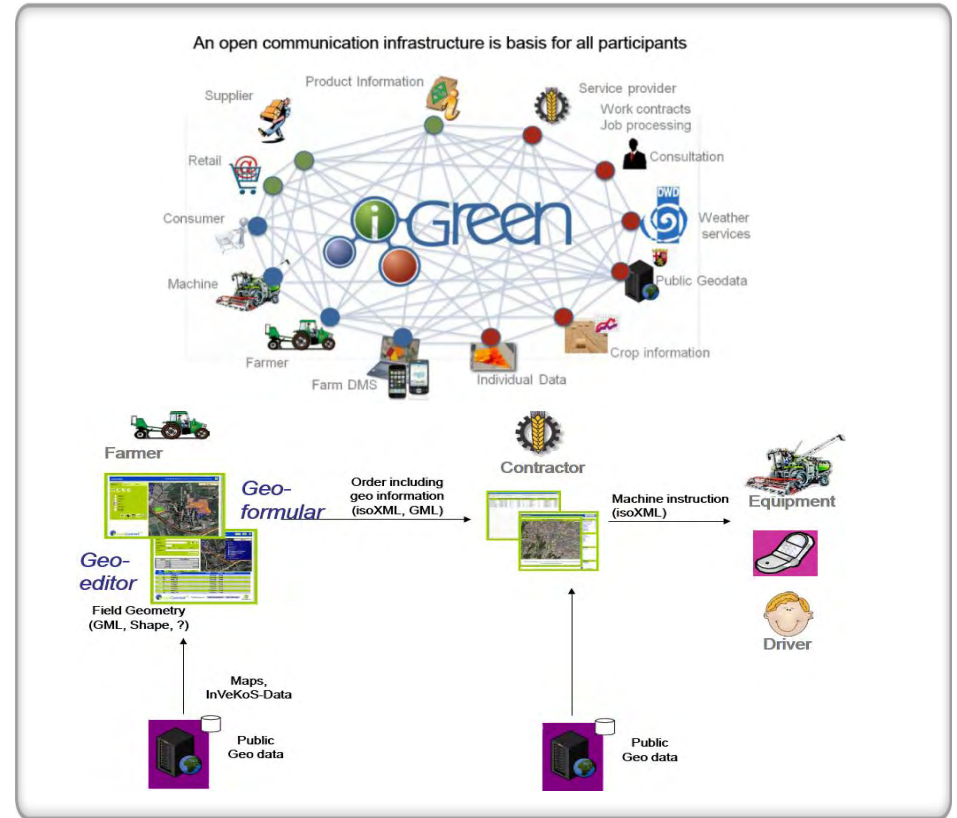 An open communication infrastructure is basis for all participants
Product Information
Service provider
Supplier
Work contracts
Job processing
Retail
Consultation
DWD
Consumer
i Green
Weather
services
Machine
Public Geodata
Farmer
Crop information
Farm DMS
Individual Data
Farmer
Contractor
Geo-
formular
Order including
geo information
(isoXML, GML)
Machine instruction
(isoXML)
Equipment
Geo-
editor
Field Geometry
(GML, Shape, ?)
Driver
Maps,
InVeKoS-Data
Public
Geo data
Public
Geo data